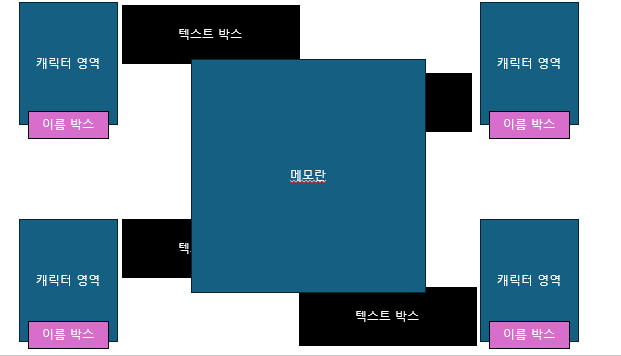 텍스트 박스
캐릭터 영역
캐릭터 영역
이름 박스
이름 박스
메모란
텍
캐릭터 영역
캐릭터 영역
텍스트 박스
이름 박스
이름 박스